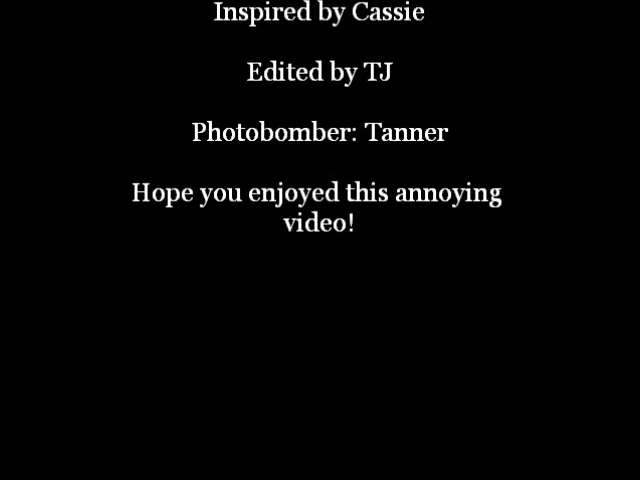 Inspired by Cassie
Edited by TJ
Photobomber: Tanner
Hope you enjoyed this annoying
video!